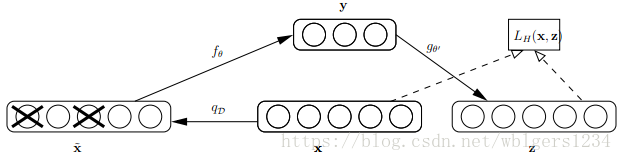 y
f_θ
g_θ'
L_H(x, z)
q_D
x̃
x
z
https://blog.csdn.net/wblgers1234